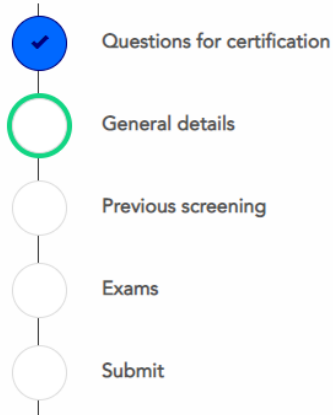 Questions for certification
General details
Previous screening
Exams
Submit